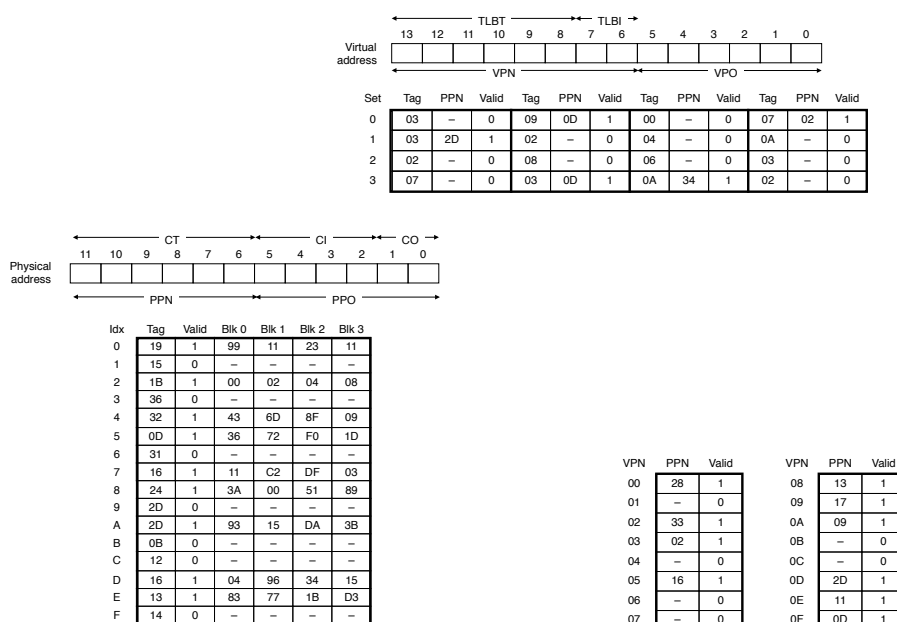 TLBT TLBI
13 12 11 10 9 8 7 6 5 4 3 2 1 0
Virtual address
VPN VPO
Set Tag PPN Valid Tag PPN Valid Tag PPN Valid Tag PPN Valid
0 03 – 0 09 0D 1 00 – 0 07 02 1
1 03 2D 1 02 – 0 04 – 0 0A – 0
2 02 – 0 08 – 0 06 – 0 03 – 0
3 07 – 0 03 0D 1 0A 34 1 02 – 0
CT CI CO
11 10 9 8 7 6 5 4 3 2 1 0
Physical address
PPN PPO
Idx Tag Valid Blk 0 Blk 1 Blk 2 Blk 3
0 19 1 99 11 23 11
1 15 0 – – – –
2 1B 1 00 02 04 08
3 36 0 – – – –
4 32 1 43 6D 8F 09
5 0D 1 36 72 F0 1D
6 31 0 – – – –
7 16 1 11 C2 DF 03
8 24 1 3A 00 51 89
9 2D 0 – – – –
A 2D 1 93 15 DA 3B
B 0B 0 – – – –
C 12 0 – – – –
D 16 1 04 96 34 15
E 13 1 83 77 1B D3
F 14 0 – – – –
VPN PPN Valid
00 28 1
01 – 0
02 33 1
03 02 1
04 – 0
05 16 1
06 – 0
07 – 0
VPN PPN Valid
08 13 1
09 17 1
0A 09 1
0B – 0
0C – 0
0D 2D 1
0E 11 1
0F 0D 1